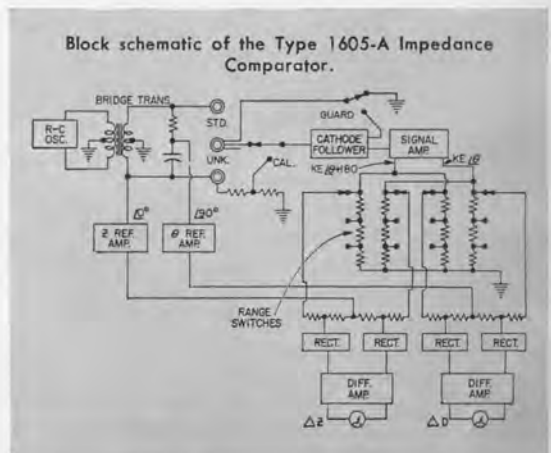 Block schematic of the Type 1605-A Impedance
Comparator.
BRIDGE TRANS.
R-C
OSC.
STD.
UNK.
GUARD
CAL.
CATHODE
FOLLOWER
SIGNAL
AMP.
KE /θ+180
KE /θ
/0°
/90°
Z REF.
AMP.
θ REF.
AMP.
RANGE
SWITCHES
RECT.
RECT.
RECT.
RECT.
DIFF.
AMP.
DIFF.
AMP.
ΔZ
ΔD